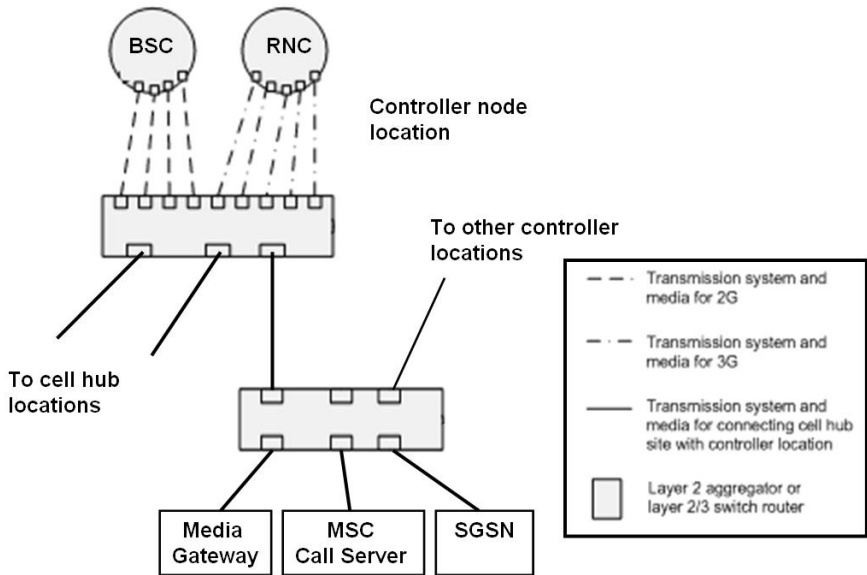 BSC
RNC
Controller node
location
To other controller
locations
To cell hub
locations
Transmission system and
media for 2G
Transmission system and
media for 3G
Transmission system and
media for connecting cell hub
site with controller location
Layer 2 aggregator or
layer 2/3 switch router
Media
Gateway
MSC
Call Server
SGSN